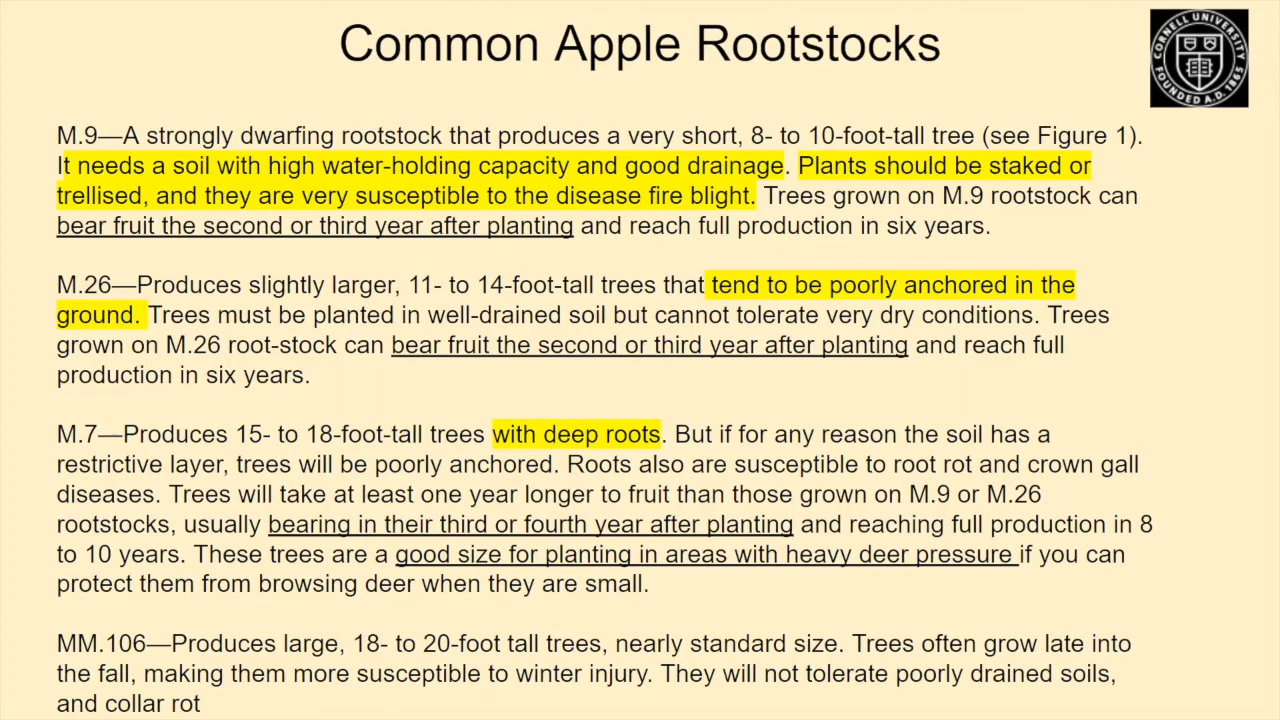 Common Apple Rootstocks
CORNELL UNIVERSITY
FOUNDED A.D. 1865
M.9—A strongly dwarfing rootstock that produces a very short, 8- to 10-foot-tall tree (see Figure 1).
It needs a soil with high water-holding capacity and good drainage. Plants should be staked or
trellised, and they are very susceptible to the disease fire blight. Trees grown on M.9 rootstock can
bear fruit the second or third year after planting and reach full production in six years.
M.26—Produces slightly larger, 11- to 14-foot-tall trees that tend to be poorly anchored in the
ground. Trees must be planted in well-drained soil but cannot tolerate very dry conditions. Trees
grown on M.26 root-stock can bear fruit the second or third year after planting and reach full
production in six years.
M.7—Produces 15- to 18-foot-tall trees with deep roots. But if for any reason the soil has a
restrictive layer, trees will be poorly anchored. Roots also are susceptible to root rot and crown gall
diseases. Trees will take at least one year longer to fruit than those grown on M.9 or M.26
rootstocks, usually bearing in their third or fourth year after planting and reaching full production in 8
to 10 years. These trees are a good size for planting in areas with heavy deer pressure if you can
protect them from browsing deer when they are small.
MM.106—Produces large, 18- to 20-foot tall trees, nearly standard size. Trees often grow late into
the fall, making them more susceptible to winter injury. They will not tolerate poorly drained soils,
and collar rot